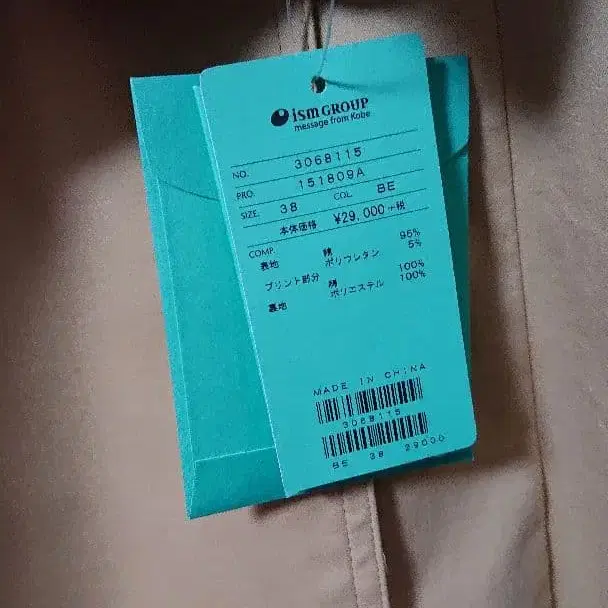 ism GROUP
message from Kobe
NO. 3068115
PRO. 151809A
SIZE. 38 COL. BE
本体価格 ¥29,000+税
COMP.
表地 綿 95%
ポリウレタン 5%
プリント部分 綿 100%
裏地 ポリエステル 100%
MADE IN CHINA
3068115
BE 38 29000